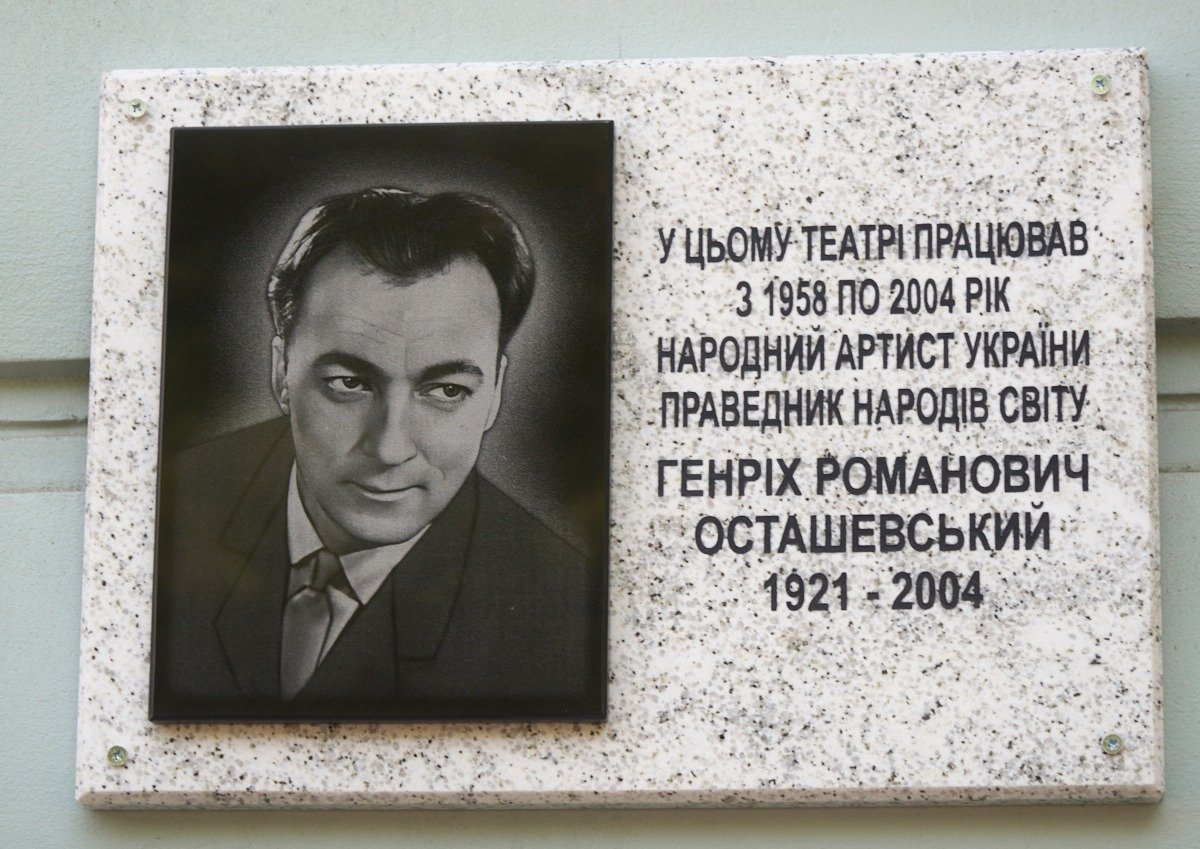 У ЦЬОМУ ТЕАТРІ ПРАЦЮВАВ
З 1958 ПО 2004 РІК
НАРОДНИЙ АРТИСТ УКРАЇНИ
ПРАВЕДНИК НАРОДІВ СВІТУ
ГЕНРІХ РОМАНОВИЧ
ОСТАШЕВСЬКИЙ
1921 - 2004